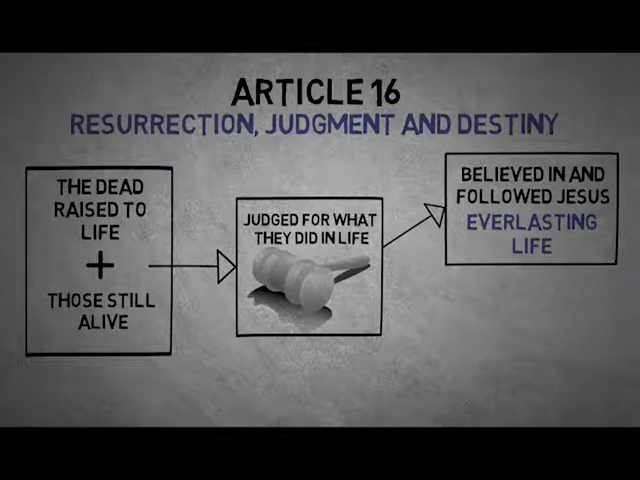 ARTICLE 16
RESURRECTION, JUDGMENT AND DESTINY
THE DEAD
RAISED TO
LIFE
+
THOSE STILL
ALIVE
JUDGED FOR WHAT
THEY DID IN LIFE
BELIEVED IN AND
FOLLOWED JESUS
EVERLASTING
LIFE